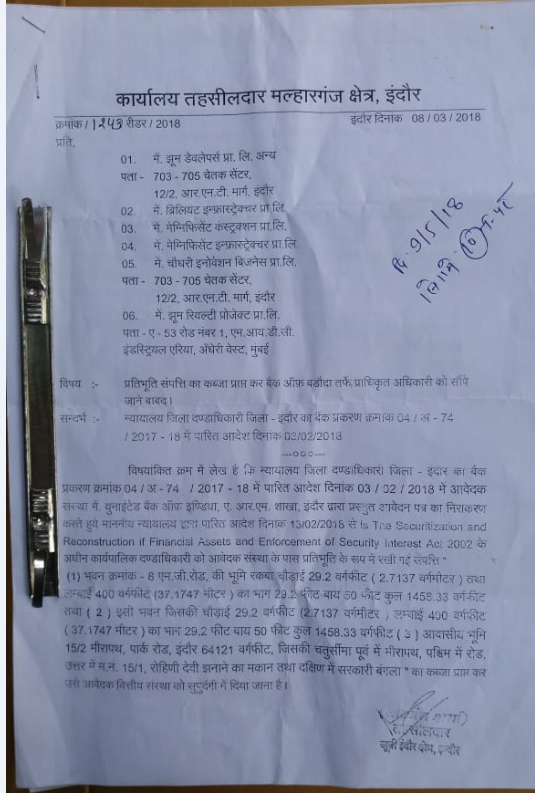 कार्यालय तहसीलदार मल्हारगंज क्षेत्र, इंदौर
क्रमांक / 1243 रीडर / 2018 इंदौर दिनांक 08 / 03 / 2018
प्रति,
01. में. झूम डेवलेपर्स प्रा. लि. अन्य
पता - 703 - 705 चेतक सेंटर,
12/2, आर.एन.टी. मार्ग, इंदौर
02. में. ब्रिलियंट इन्फ्रास्ट्रेक्चर प्रा.लि.
03. में. मेग्निफिसेंट कंस्ट्रक्शन प्रा.लि.
04. में. मेग्निफिसेंट इन्फ्रास्ट्रेक्चर प्रा.लि.
05. में. चौधरी इनोवेशन बिजनेस प्रा.लि.
पता - 703 - 705 चेतक सेंटर,
12/2, आर.एन.टी. मार्ग, इंदौर
06. में. झूम रियल्टी प्रोजेक्ट प्रा.लि.
पता - ए - 53 रोड नंबर 1, एम.आय.डी.सी.
इंडस्ट्रियल एरिया, अँधेरी वेस्ट, मुंबई
दि. 9/5/18
विषय :- प्रतिभूति संपत्ति का कब्जा प्राप्त कर बैंक ऑफ़ बडोदा तर्फे प्राधिकृत अधिकारी को सौंपे
जाने बाबद।
सन्दर्भ :- न्यायालय जिला दण्डाधिकारी जिला - इंदौर का बैंक प्रकरण क्रमांक 04 / अ - 74
/ 2017 - 18 में पारित आदेश दिनांक 03/02/2018
---000---
विषयांकित क्रम में लेख है कि न्यायालय जिला दण्डाधिकारी जिला - इंदौर का बैंक
प्रकरण क्रमांक 04 / अ - 74 / 2017 - 18 में पारित आदेश दिनांक 03 / 02 / 2018 में आवेदक
संस्था में. युनाईटेड बैंक ऑफ़ इण्डिया, ए. आर.एम. शाखा, इंदौर द्वारा प्रस्तुत आवेदन पत्र का निराकरण
करते हुवे माननीय न्यायालय द्वारा पारित आदेश दिनांक 13/02/2018 से The Securitization and
Reconstruction if Financial Assets and Enforcement of Security Interest Act 2002 के
अधीन कार्यपालिक दण्डाधिकारी को आवेदक संस्था के पास प्रतिभूति के रूप में रखी गई संपत्ति "
(1) भवन क्रमांक - 8 एम.जी.रोड, की भूमि रकबा चौड़ाई 29.2 वर्गफीट (2.7137 वर्गमीटर ) तथा
लम्बाई 400 वर्गफीट (37.1747 मीटर ) का भाग 29.2 फीट बाय 50 फीट कुल 1458.33 वर्गफीट
तथा ( 2 ) इसी भवन जिसकी चौड़ाई 29.2 वर्गफीट (2.7137 वर्गमीटर ) लम्बाई 400 वर्गफीट
( 37.1747 मीटर ) का भाग 29.2 फीट बाय 50 फीट कुल 1458.33 वर्गफीट ( 3 ) आवासीय भूमि
15/2 मीरापथ, पार्क रोड, इंदौर 64121 वर्गफीट, जिसकी चतुर्सीमा पूर्व में मीरापथ, पश्चिम में रोड,
उत्तर में म.नं. 15/1, रोहिणी देवी झनाने का मकान तथा दक्षिण में सरकारी बंगला " का कब्जा प्राप्त कर
उसे आवेदक वित्तीय संस्था को सुपुर्दगी में दिया जाना है।
तहसीलदार
जूनी इंदौर क्षेत्र, इन्दौर